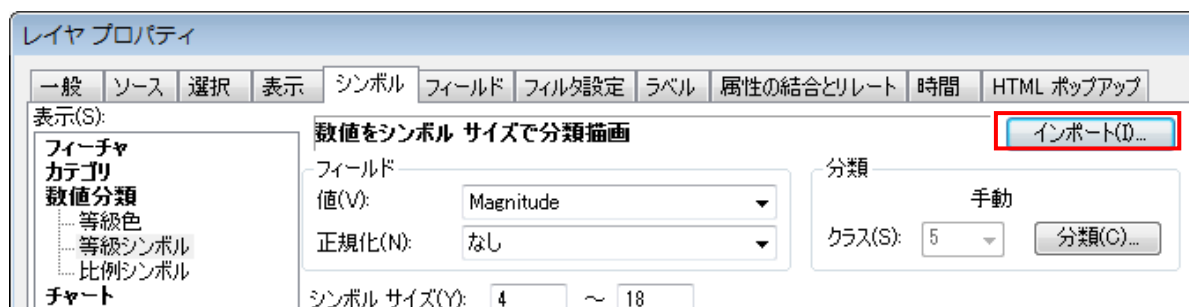 レイヤ プロパティ
一般 ソース 選択 表示 シンボル フィールド フィルタ設定 ラベル 属性の結合とリレート 時間 HTML ポップアップ
表示(S):
フィーチャ
カテゴリ
数値分類
等級色
等級シンボル
比例シンボル
チャート
数値をシンボル サイズで分類描画
インポート(I)...
フィールド
値(V): Magnitude
正規化(N): なし
分類
手動
クラス(S): 5 分類(C)...
シンボル サイズ(Y): 4 ～ 18